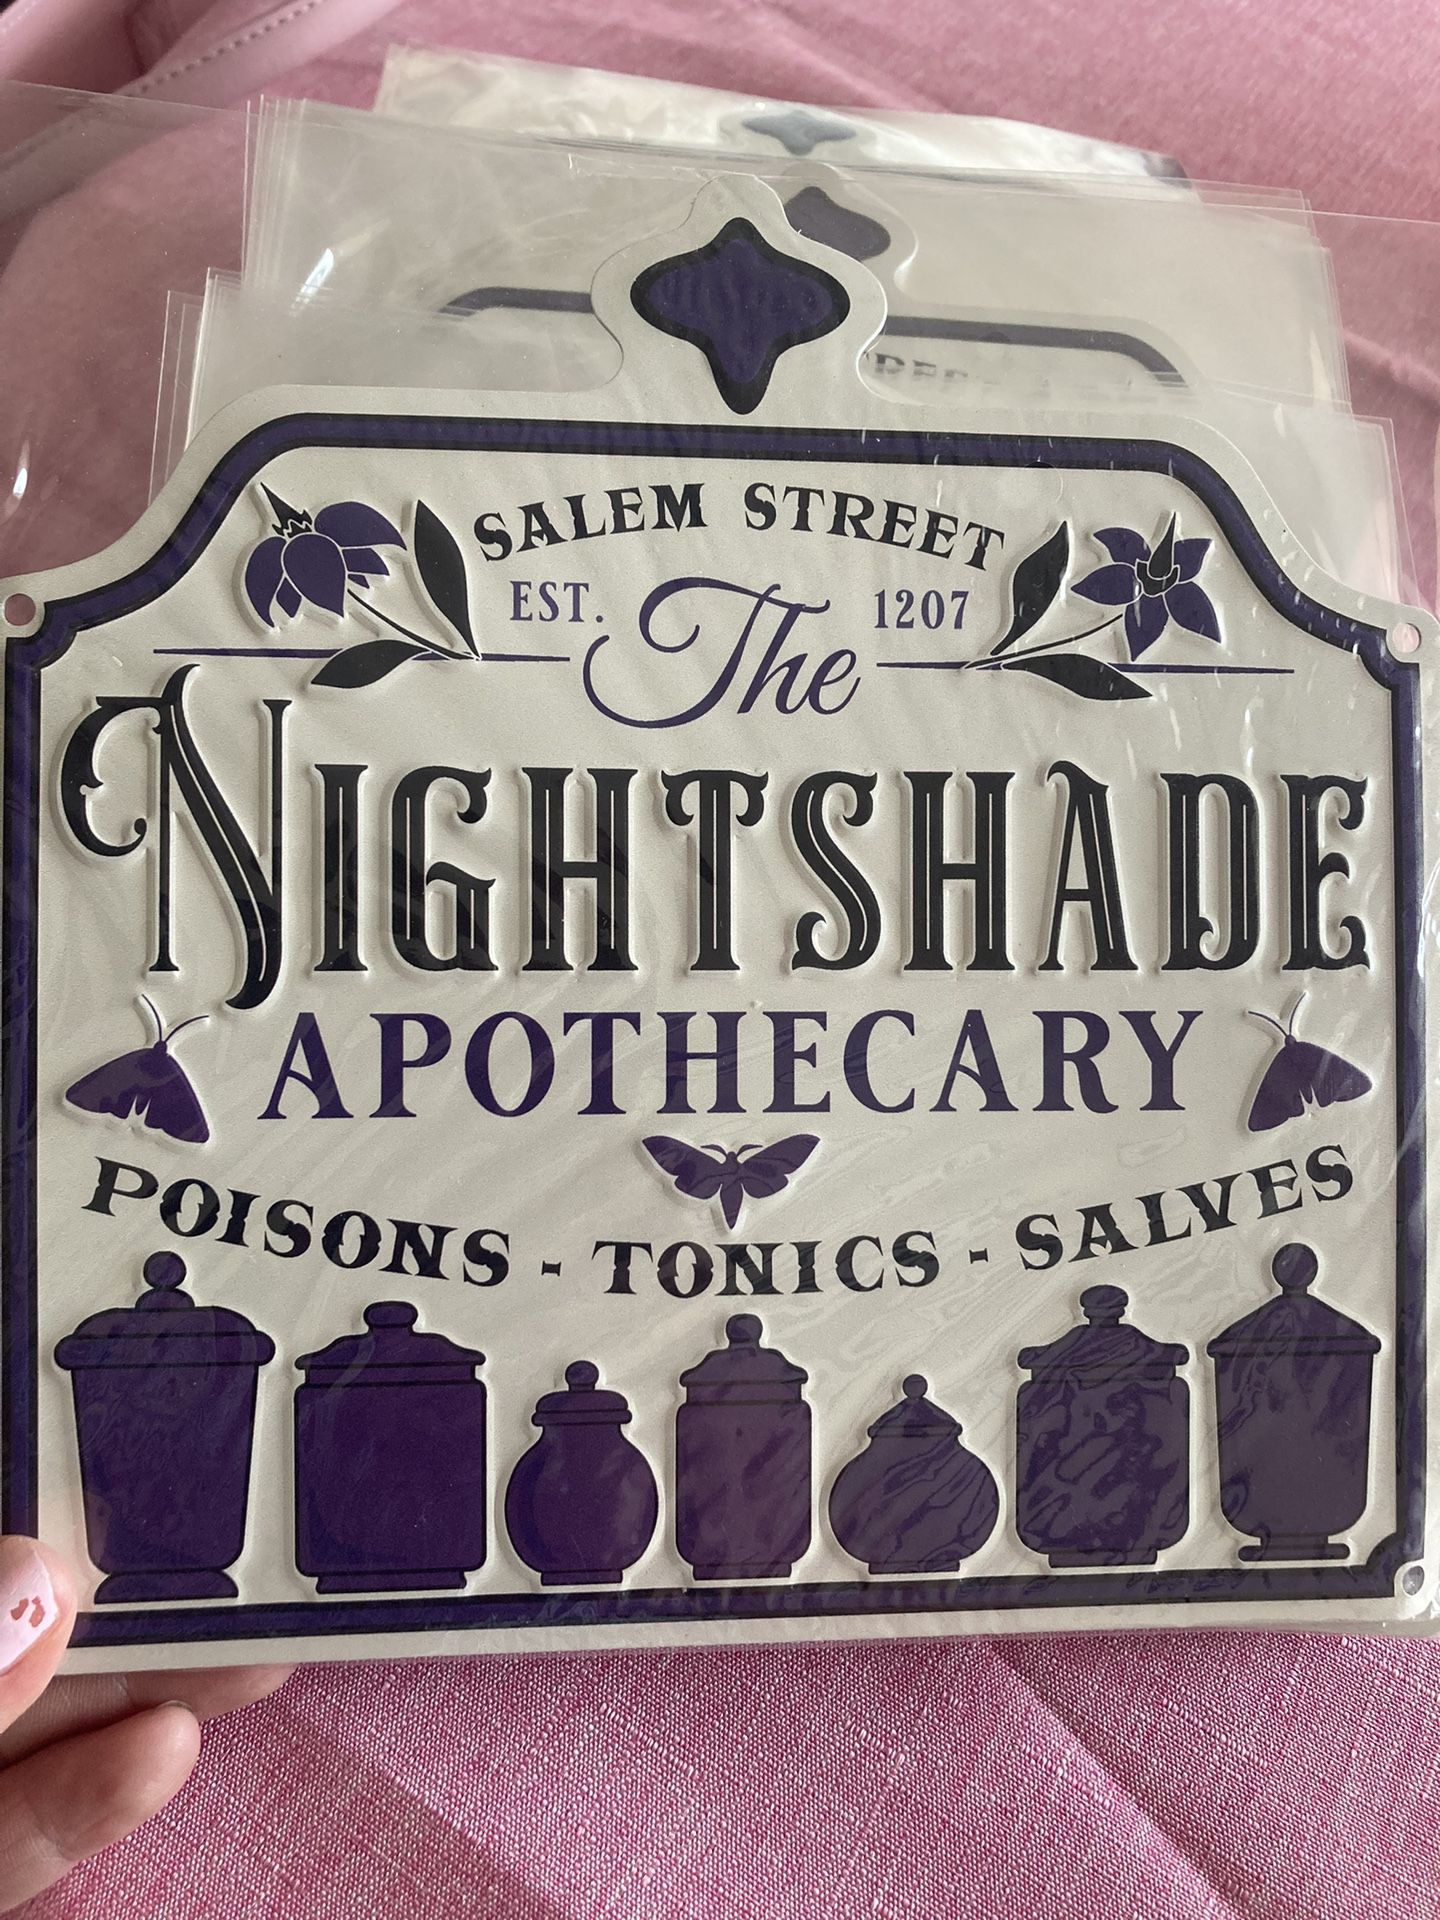 SALEM STREET
EST. 1207
The
NIGHTSHADE
APOTHECARY
POISONS - TONICS - SALVES